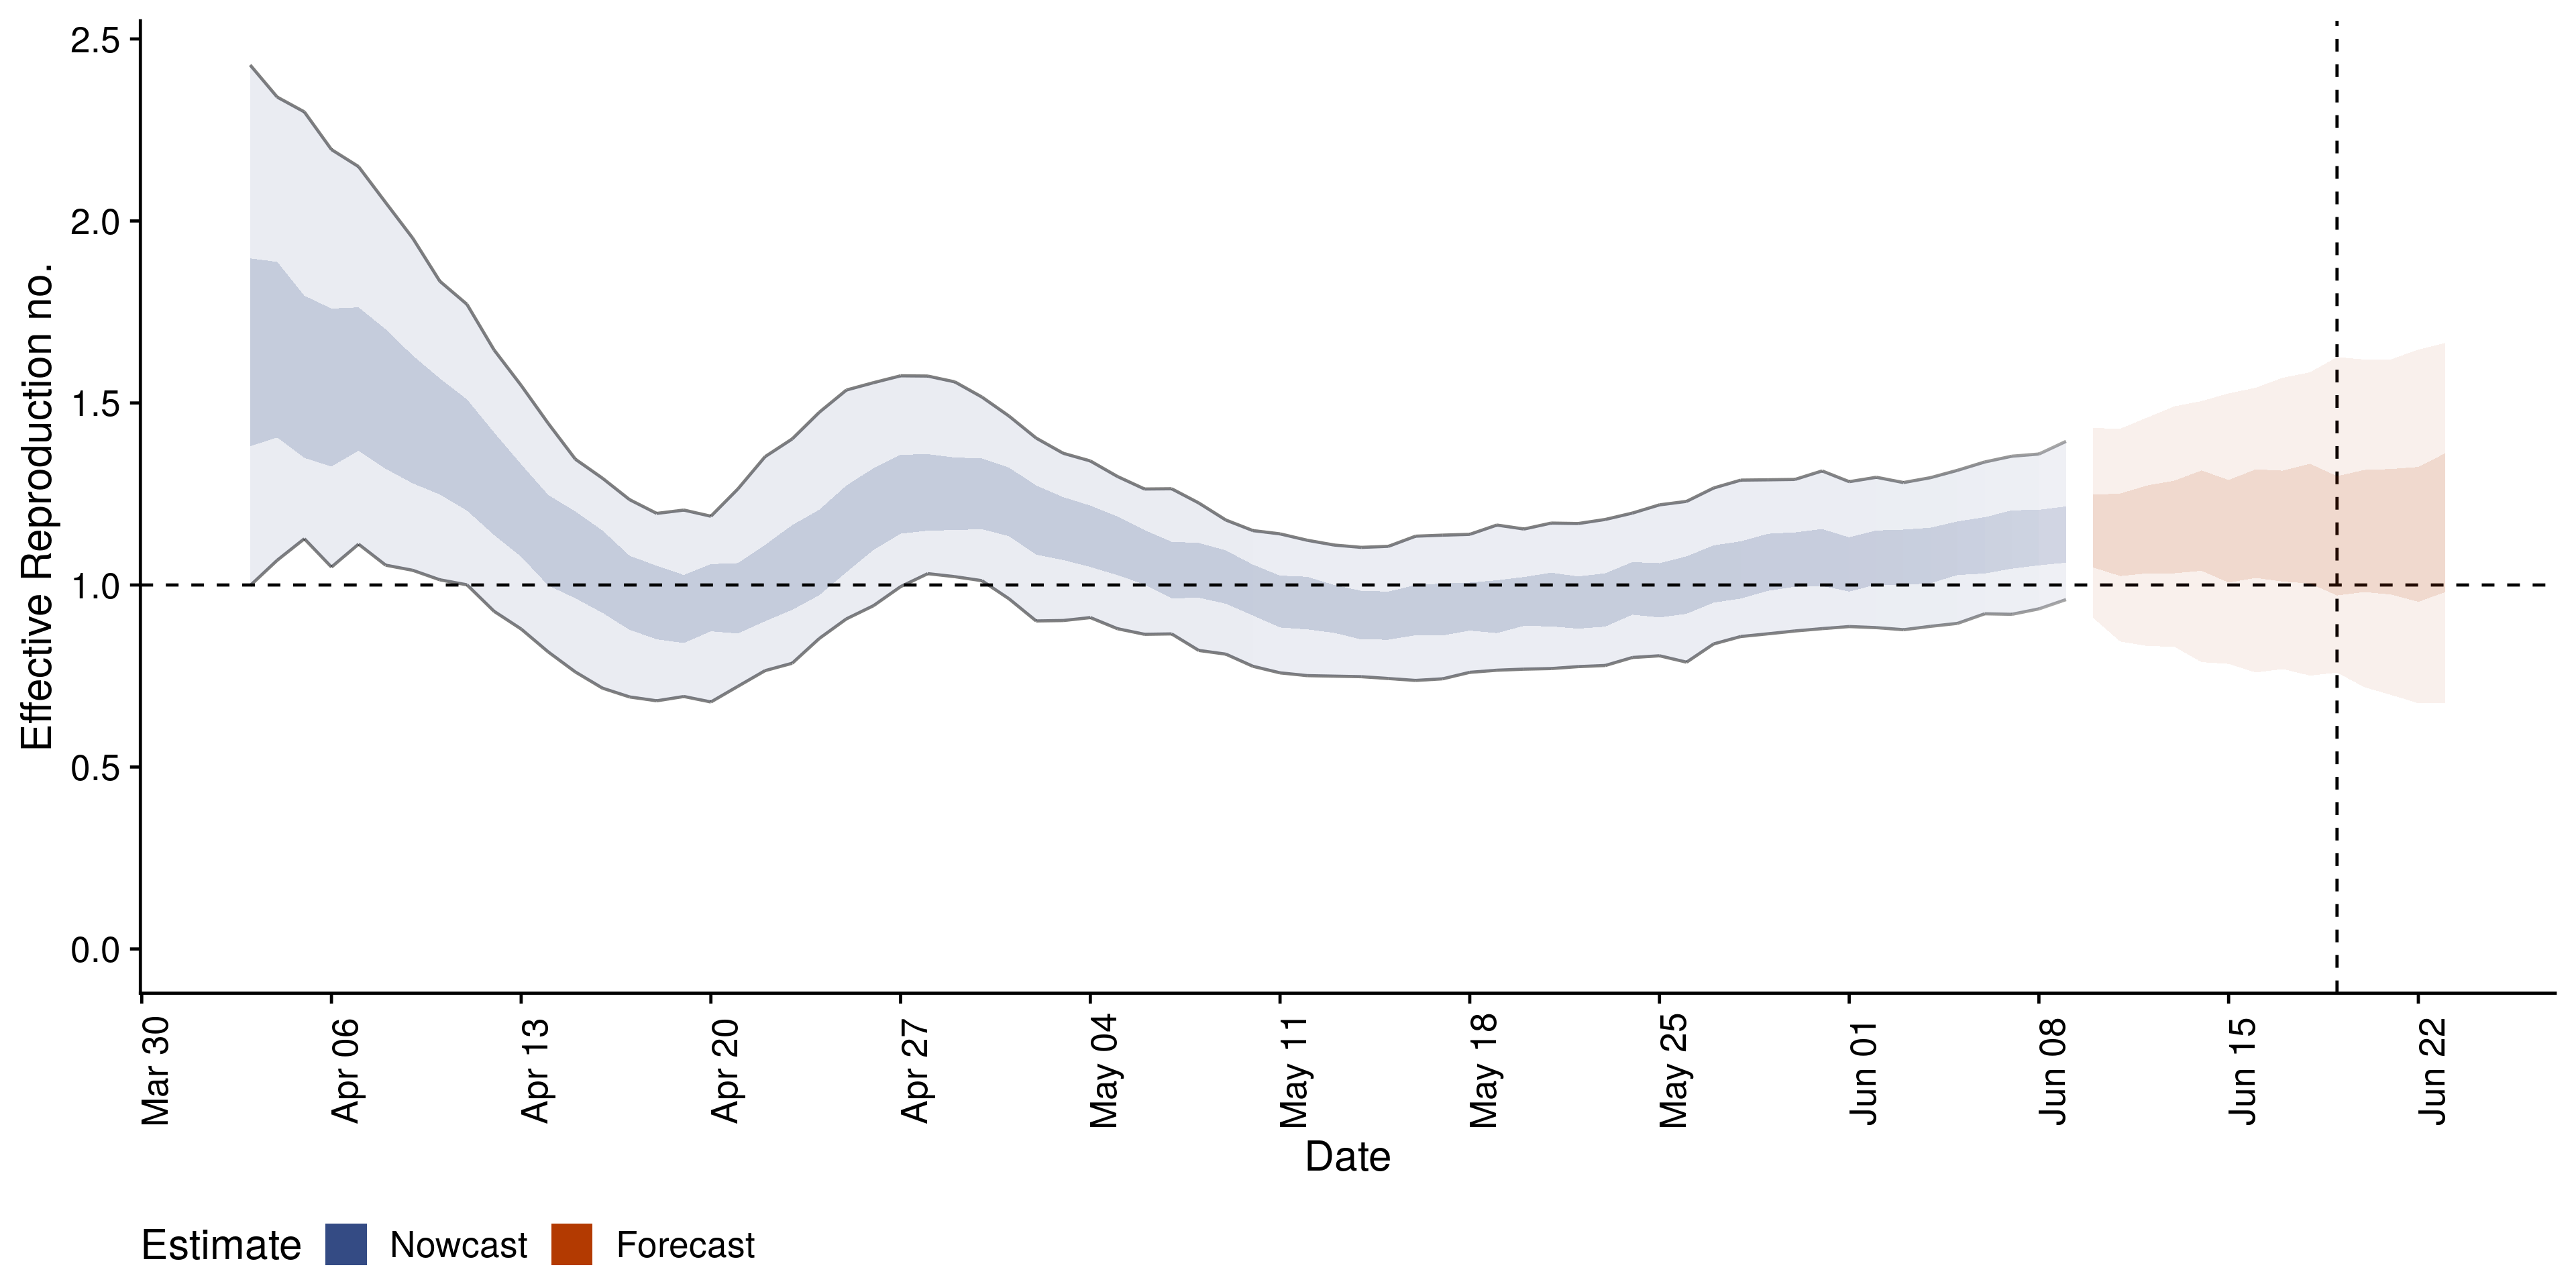 Effective Reproduction no.
2.5
2.0
1.5
1.0
0.5
0.0
Mar 30
Apr 06
Apr 13
Apr 20
Apr 27
May 04
May 11
May 18
May 25
Jun 01
Jun 08
Jun 15
Jun 22
Date
Estimate Nowcast Forecast